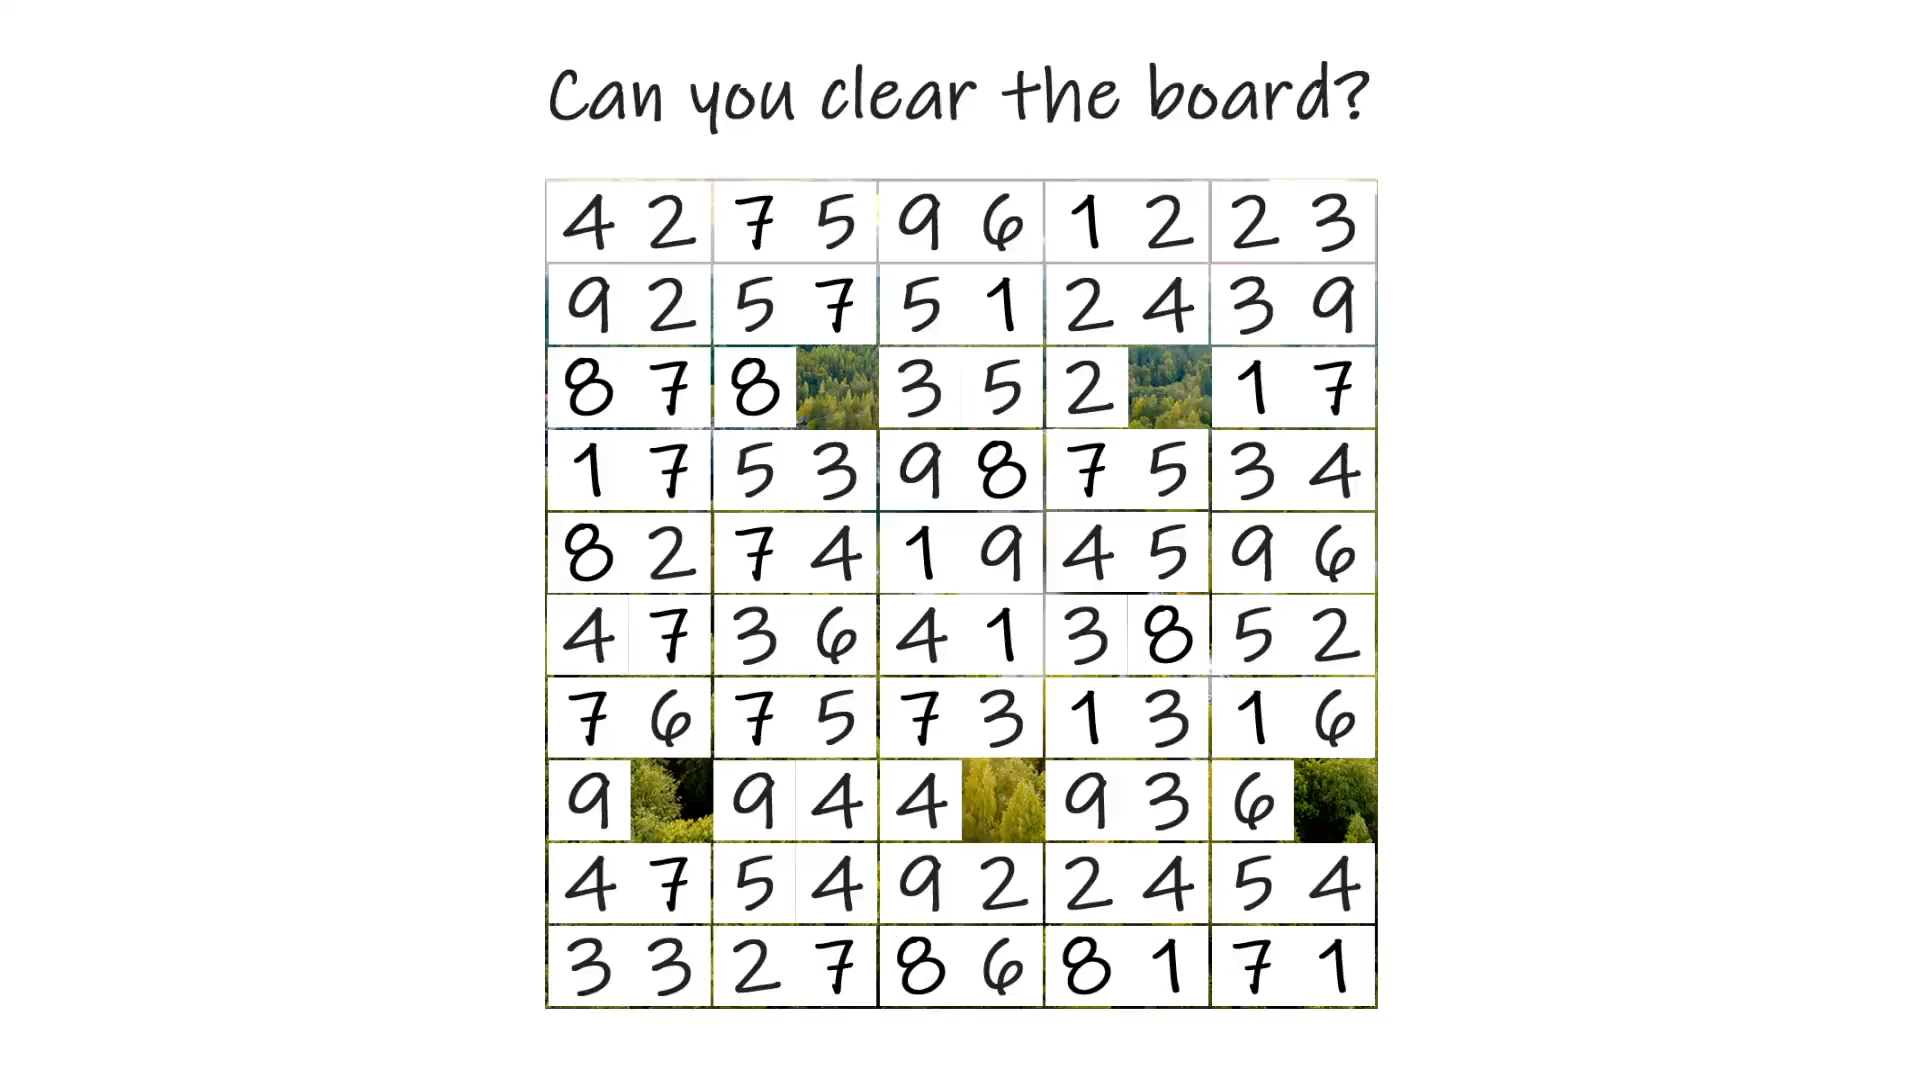 Can you clear the board?
4 2 7 5 9 6 1 2 2 3
9 2 5 7 5 1 2 4 3 9
8 7 8 3 5 2 1 7
1 7 5 3 9 8 7 5 3 4
8 2 7 4 1 9 4 5 9 6
4 7 3 6 4 1 3 8 5 2
7 6 7 5 7 3 1 3 1 6
9 9 4 4 9 3 6
4 7 5 4 9 2 2 4 5 4
3 3 2 7 8 6 8 1 7 1